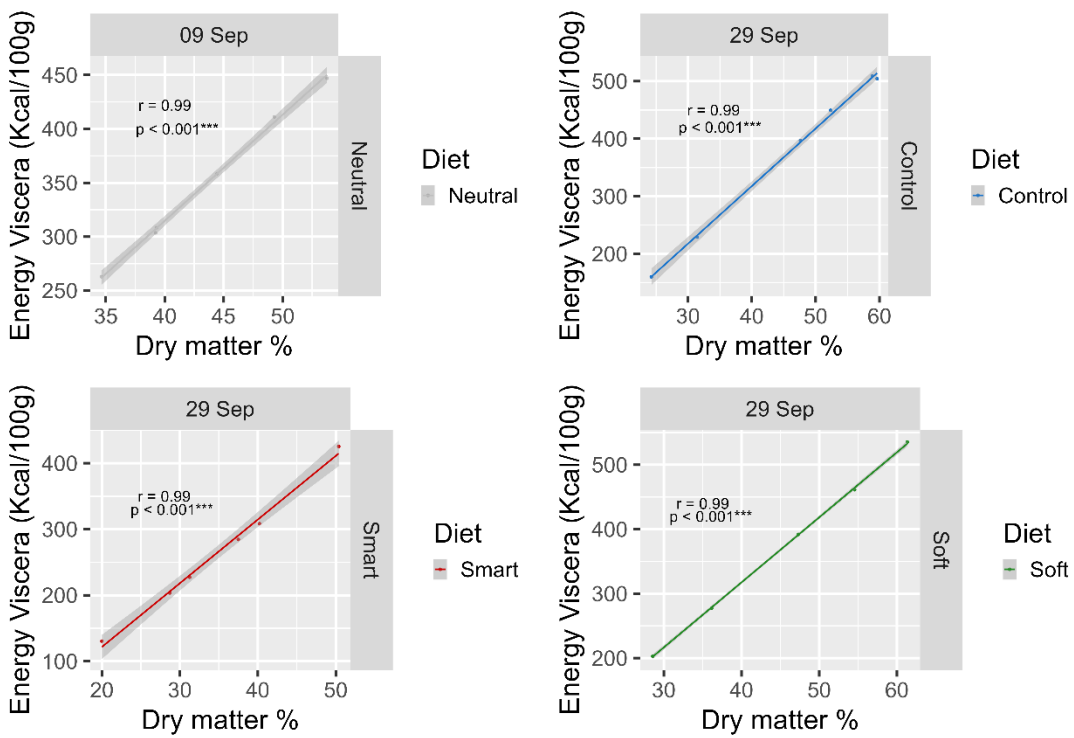 09 Sep
Energy Viscera (Kcal/100g)
450
400
350
300
250
r = 0.99
p < 0.001***
Neutral
35
40
45
50
Dry matter %
Diet
Neutral
29 Sep
Energy Viscera (Kcal/100g)
500
400
300
200
r = 0.99
p < 0.001***
Control
30
40
50
60
Dry matter %
Diet
Control
29 Sep
Energy Viscera (Kcal/100g)
400
300
200
100
r = 0.99
p < 0.001***
Smart
20
30
40
50
Dry matter %
Diet
Smart
29 Sep
Energy Viscera (Kcal/100g)
500
400
300
200
r = 0.99
p < 0.001***
Soft
30
40
50
60
Dry matter %
Diet
Soft